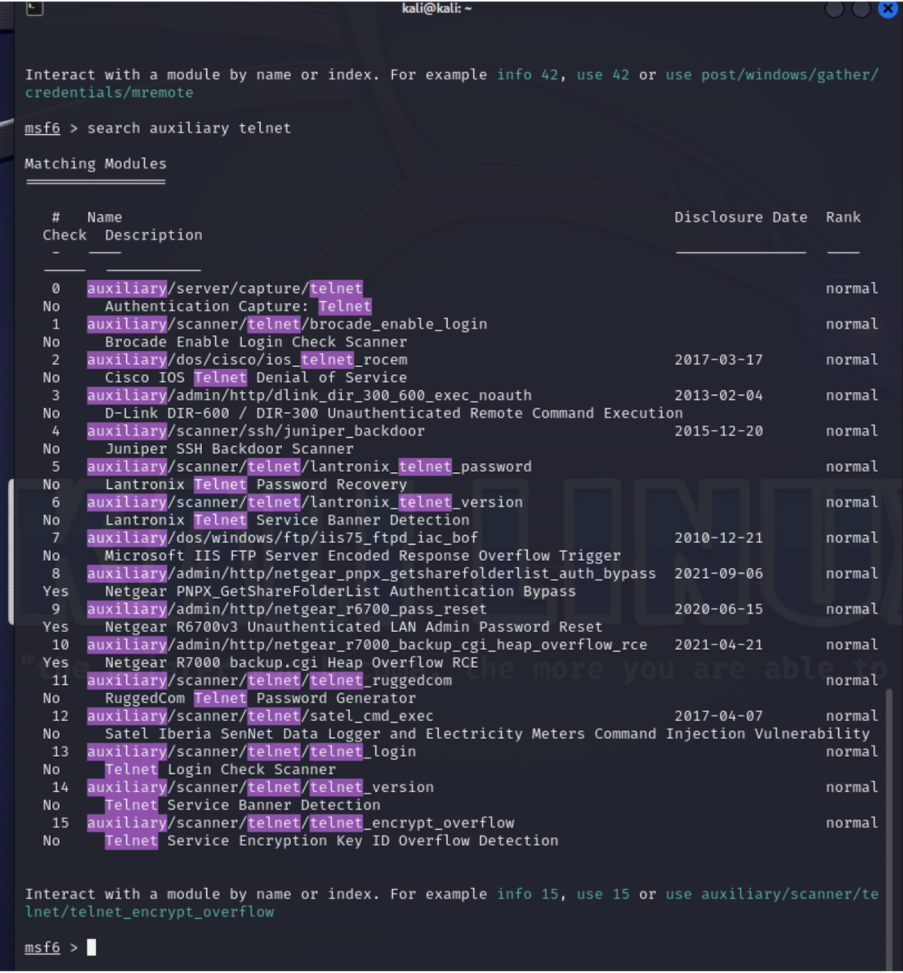 kali@kali: ~
Interact with a module by name or index. For example info 42, use 42 or use post/windows/gather/
credentials/mremote
msf6 > search auxiliary telnet
Matching Modules
# Name Disclosure Date Rank
Check Description
0 auxiliary/server/capture/telnet normal
No Authentication Capture: Telnet
1 auxiliary/scanner/telnet/brocade_enable_login normal
No Brocade Enable Login Check Scanner
2 auxiliary/dos/cisco/ios_telnet_rocem 2017-03-17 normal
No Cisco IOS Telnet Denial of Service
3 auxiliary/admin/http/dlink_dir_300_600_exec_noauth 2013-02-04 normal
No D-Link DIR-600 / DIR-300 Unauthenticated Remote Command Execution
4 auxiliary/scanner/ssh/juniper_backdoor 2015-12-20 normal
No Juniper SSH Backdoor Scanner
5 auxiliary/scanner/telnet/lantronix_telnet_password normal
No Lantronix Telnet Password Recovery
6 auxiliary/scanner/telnet/lantronix_telnet_version normal
No Lantronix Telnet Service Banner Detection
7 auxiliary/dos/windows/ftp/iis75_ftpd_iac_bof 2010-12-21 normal
No Microsoft IIS FTP Server Encoded Response Overflow Trigger
8 auxiliary/admin/http/netgear_pnpx_getsharefolderlist_auth_bypass 2021-09-06 normal
Yes Netgear PNPX_GetShareFolderList Authentication Bypass
9 auxiliary/admin/http/netgear_r6700_pass_reset 2020-06-15 normal
Yes Netgear R6700v3 Unauthenticated LAN Admin Password Reset
10 auxiliary/admin/http/netgear_r7000_backup_cgi_heap_overflow_rce 2021-04-21 normal
Yes Netgear R7000 backup.cgi Heap Overflow RCE
11 auxiliary/scanner/telnet/telnet_ruggedcom normal
No RuggedCom Telnet Password Generator
12 auxiliary/scanner/telnet/satel_cmd_exec 2017-04-07 normal
No Satel Iberia SenNet Data Logger and Electricity Meters Command Injection Vulnerability
13 auxiliary/scanner/telnet/telnet_login normal
No Telnet Login Check Scanner
14 auxiliary/scanner/telnet/telnet_version normal
No Telnet Service Banner Detection
15 auxiliary/scanner/telnet/telnet_encrypt_overflow normal
No Telnet Service Encryption Key ID Overflow Detection
Interact with a module by name or index. For example info 15, use 15 or use auxiliary/scanner/te
lnet/telnet_encrypt_overflow
msf6 >